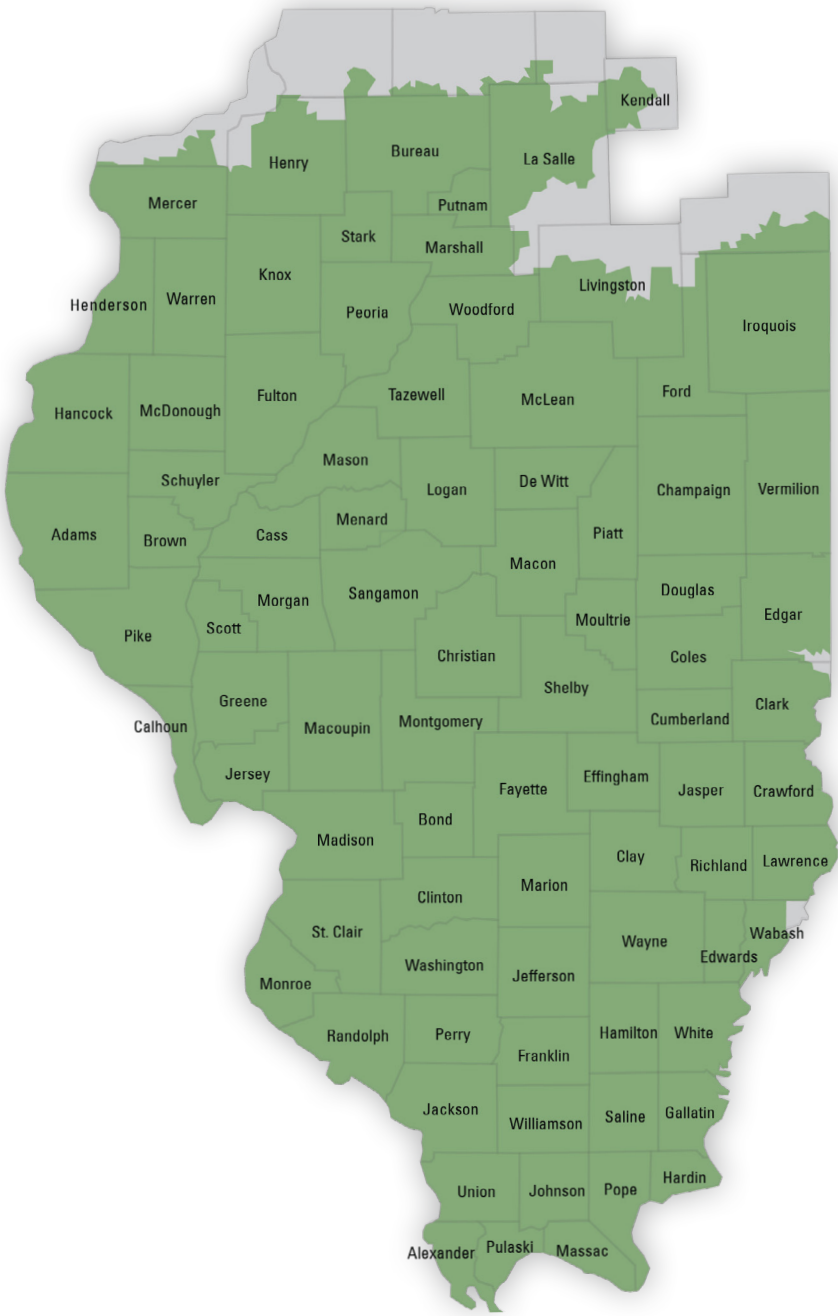 Kendall
Bureau
La Salle
Henry
Mercer
Putnam
Stark
Marshall
Knox
Livingston
Henderson
Warren
Peoria
Woodford
Iroquois
Ford
Tazewell
Fulton
McLean
Hancock
McDonough
Mason
Schuyler
De Witt
Logan
Champaign
Vermilion
Menard
Adams
Brown
Cass
Piatt
Macon
Douglas
Sangamon
Morgan
Edgar
Moultrie
Scott
Pike
Christian
Coles
Shelby
Greene
Clark
Cumberland
Montgomery
Calhoun
Macoupin
Jersey
Effingham
Fayette
Jasper
Crawford
Bond
Madison
Clay
Lawrence
Richland
Marion
Clinton
St. Clair
Wabash
Wayne
Edwards
Washington
Jefferson
Monroe
Hamilton
White
Perry
Randolph
Franklin
Jackson
Gallatin
Saline
Williamson
Hardin
Pope
Union
Johnson
Pulaski
Massac
Alexander